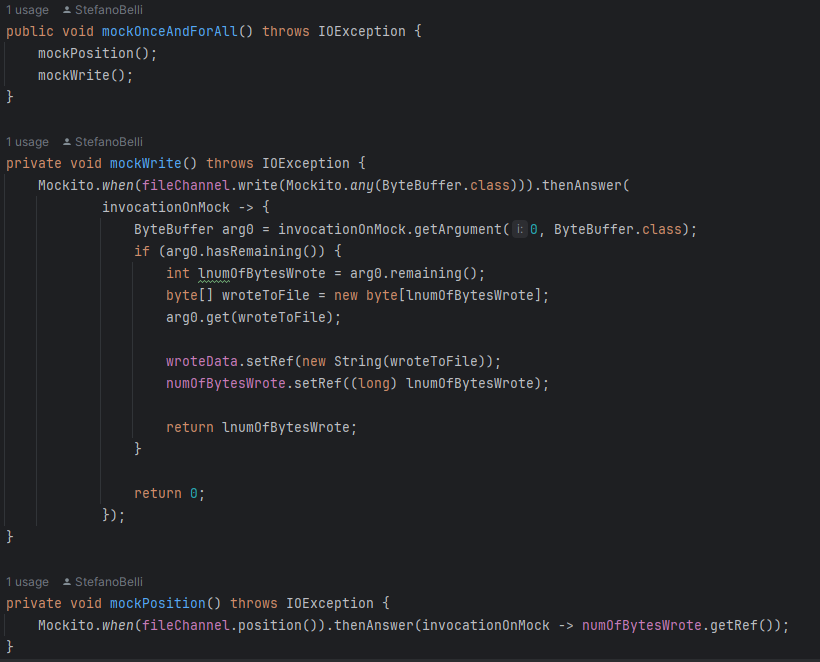 1 usage StefanoBelli
public void mockOnceAndForAll() throws IOException {
mockPosition();
mockWrite();
}
1 usage StefanoBelli
private void mockWrite() throws IOException {
Mockito.when(fileChannel.write(Mockito.any(ByteBuffer.class))).thenAnswer(
invocationOnMock -> {
ByteBuffer arg0 = invocationOnMock.getArgument( i: 0, ByteBuffer.class);
if (arg0.hasRemaining()) {
int lnumOfBytesWrote = arg0.remaining();
byte[] wroteToFile = new byte[lnumOfBytesWrote];
arg0.get(wroteToFile);
wroteData.setRef(new String(wroteToFile));
numOfBytesWrote.setRef((long) lnumOfBytesWrote);
return lnumOfBytesWrote;
}
return 0;
});
}
1 usage StefanoBelli
private void mockPosition() throws IOException {
Mockito.when(fileChannel.position()).thenAnswer(invocationOnMock -> numOfBytesWrote.getRef());
}